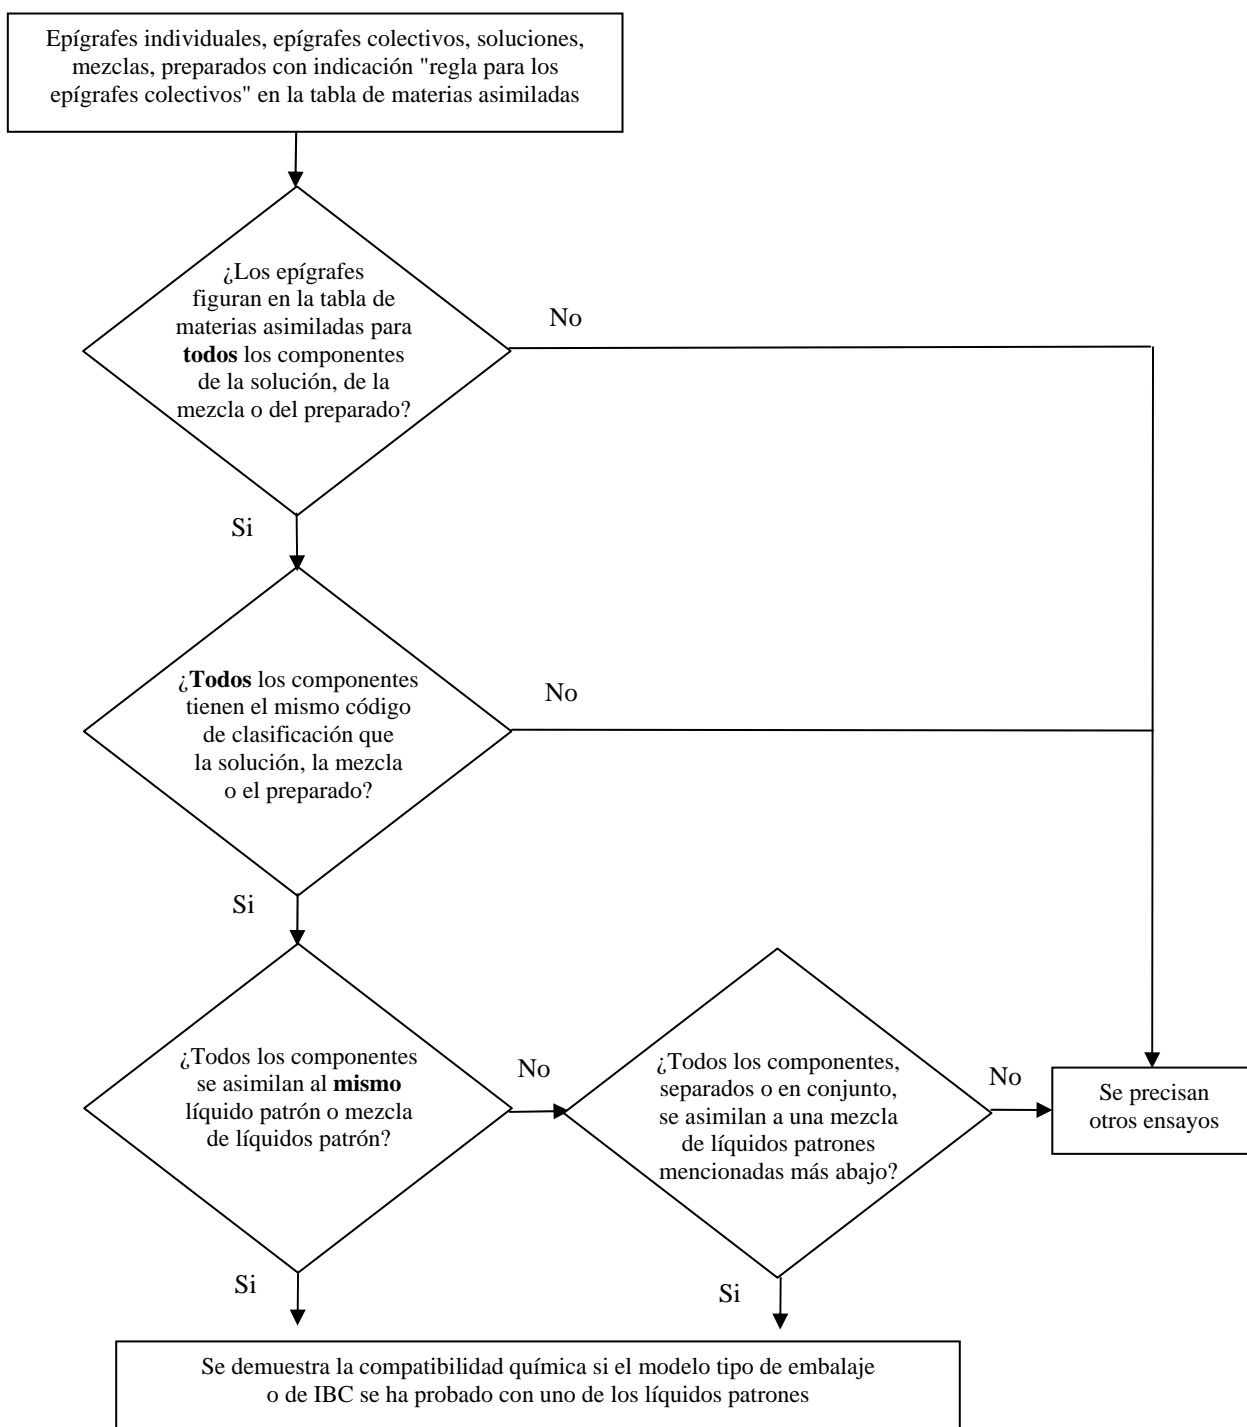 Epígrafes individuales, epígrafes colectivos, soluciones,
mezclas, preparados con indicación "regla para los
epígrafes colectivos" en la tabla de materias asimiladas
¿Los epígrafes
figuran en la tabla de
materias asimiladas para
todos los componentes
de la solución, de la
mezcla o del preparado?
No
Si
¿Todos los componentes
tienen el mismo código
de clasificación que
la solución, la mezcla
o el preparado?
No
Si
¿Todos los componentes
se asimilan al mismo
líquido patrón o mezcla
de líquidos patrón?
No
¿Todos los componentes,
separados o en conjunto,
se asimilan a una mezcla
de líquidos patrones
mencionadas más abajo?
No
Se precisan
otros ensayos
Si
Si
Se demuestra la compatibilidad química si el modelo tipo de embalaje
o de IBC se ha probado con uno de los líquidos patrones